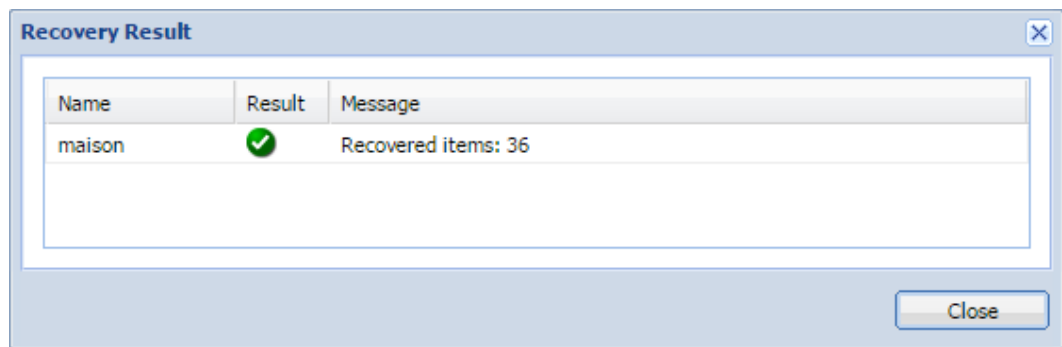 Recovery Result
Name Result Message
maison Recovered items: 36
Close